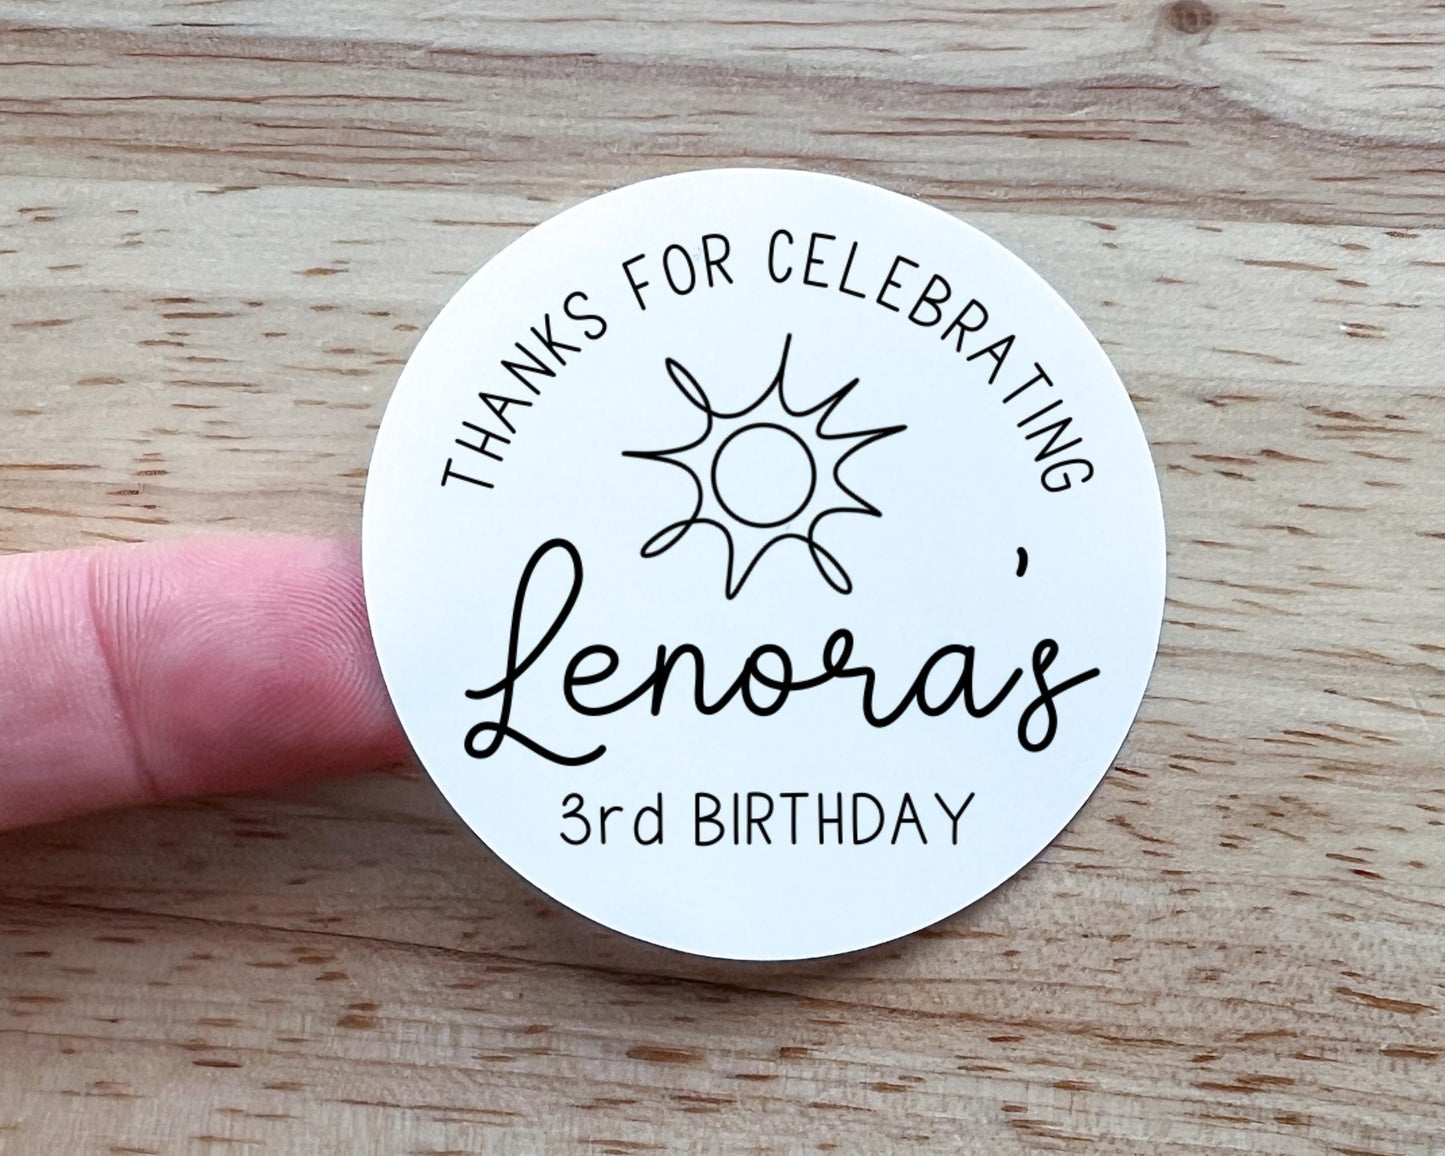 THANKS FOR CELEBRATING
Lenora's
3rd BIRTHDAY